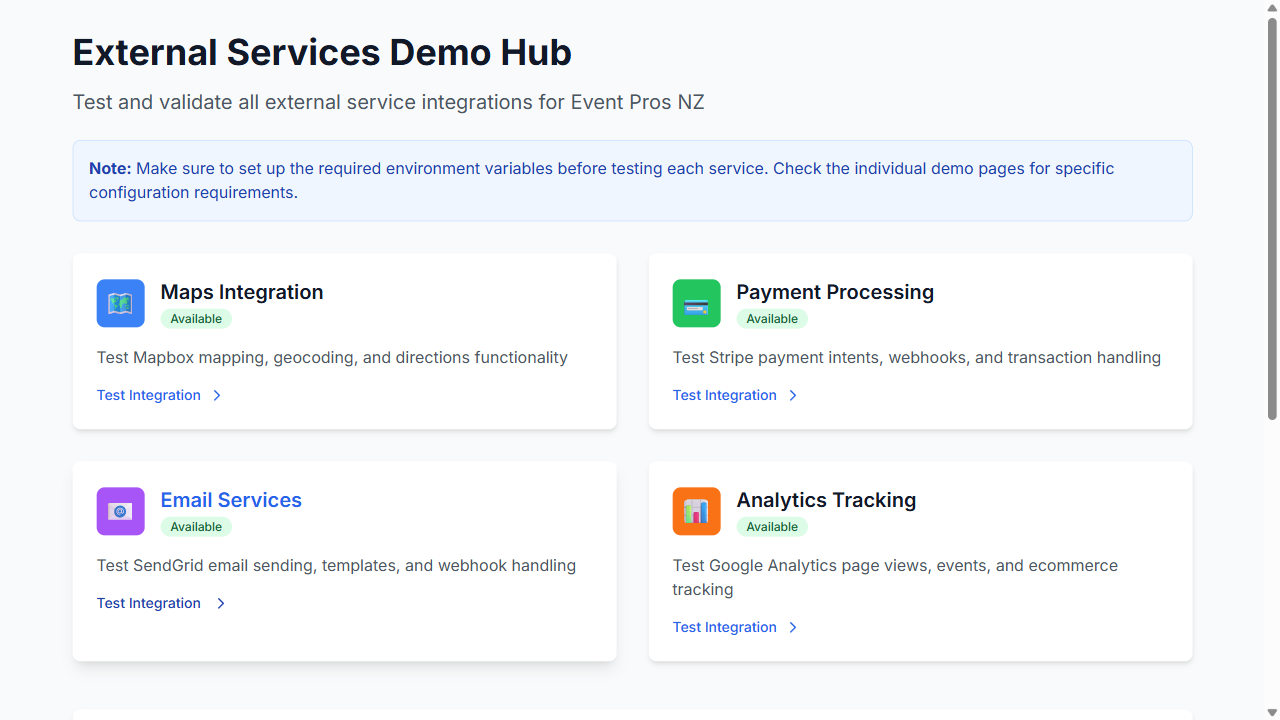 External Services Demo Hub
Test and validate all external service integrations for Event Pros NZ
Note: Make sure to set up the required environment variables before testing each service. Check the individual demo pages for specific
configuration requirements.
Maps Integration
Available
Test Mapbox mapping, geocoding, and directions functionality
Test Integration
Payment Processing
Available
Test Stripe payment intents, webhooks, and transaction handling
Test Integration
Email Services
Available
Test SendGrid email sending, templates, and webhook handling
Test Integration
Analytics Tracking
Available
Test Google Analytics page views, events, and ecommerce
tracking
Test Integration